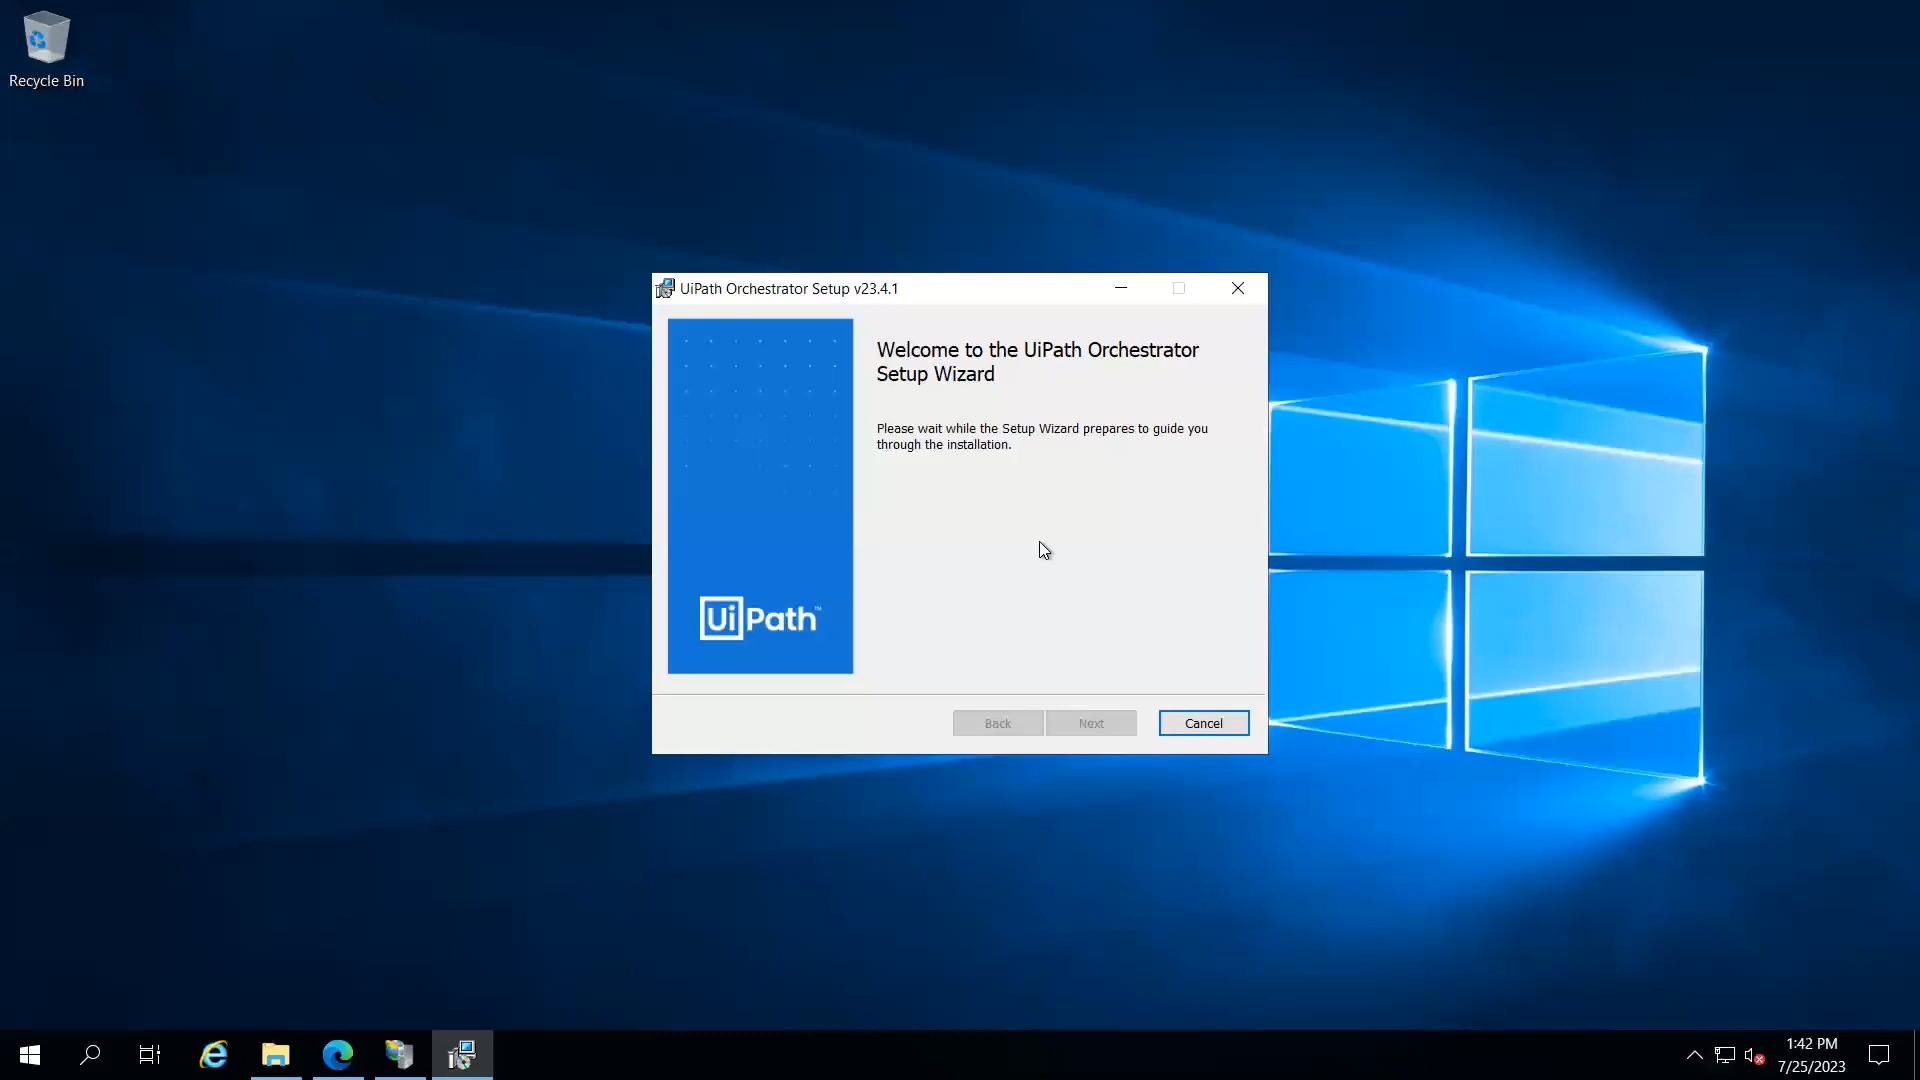 Recycle Bin
UiPath Orchestrator Setup v23.4.1
Welcome to the UiPath Orchestrator
Setup Wizard
Please wait while the Setup Wizard prepares to guide you
through the installation.
UiPath™
Back
Next
Cancel
1:42 PM
7/25/2023